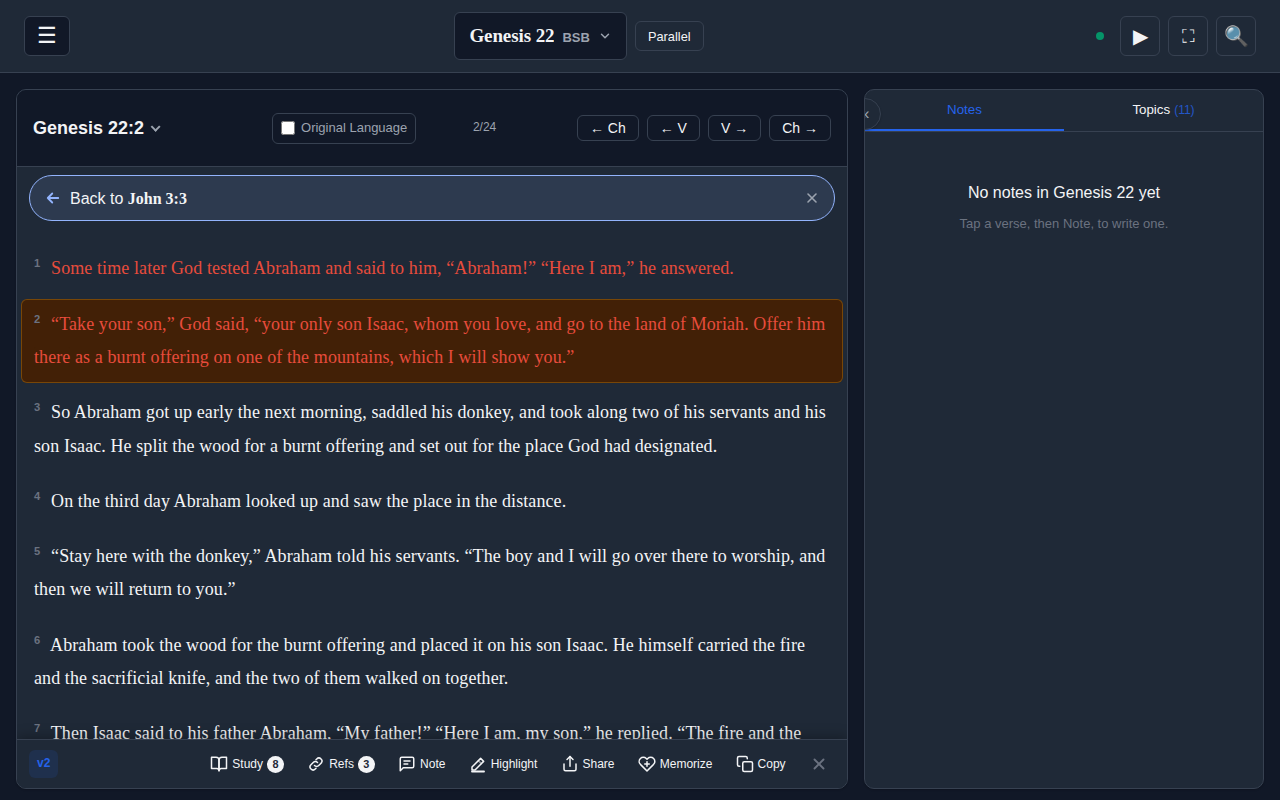 ☰ Genesis 22 BSB Parallel ▶
Genesis 22:2 Original Language 2/24 ← Ch ← V V → Ch →
Back to John 3:3 ×
1 Some time later God tested Abraham and said to him, “Abraham!” “Here I am,” he answered.
2 “Take your son,” God said, “your only son Isaac, whom you love, and go to the land of Moriah. Offer him
there as a burnt offering on one of the mountains, which I will show you.”
3 So Abraham got up early the next morning, saddled his donkey, and took along two of his servants and his
son Isaac. He split the wood for a burnt offering and set out for the place God had designated.
4 On the third day Abraham looked up and saw the place in the distance.
5 “Stay here with the donkey,” Abraham told his servants. “The boy and I will go over there to worship, and
then we will return to you.”
6 Abraham took the wood for the burnt offering and placed it on his son Isaac. He himself carried the fire
and the sacrificial knife, and the two of them walked on together.
7 Then Isaac said to his father Abraham, “My father!” “Here I am, my son,” he replied. “The fire and the
v2 Study 8 Refs 3 Note Highlight Share Memorize Copy ×
‹ Notes Topics (11)
No notes in Genesis 22 yet
Tap a verse, then Note, to write one.